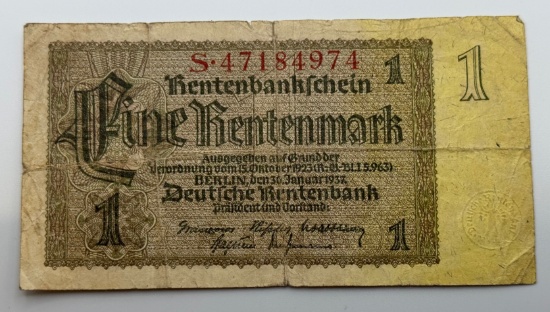 S·47184974
1
1
Rentenbankschein
Eine Rentenmark
Ausgegeben auf Grund der
Verordnung vom 15. Oktober 1923 (R-G-Bl. I S. 963)
BERLIN, den 30. Januar 1937.
Deutsche Rentenbank
Präsident und Vorstand:
1
1